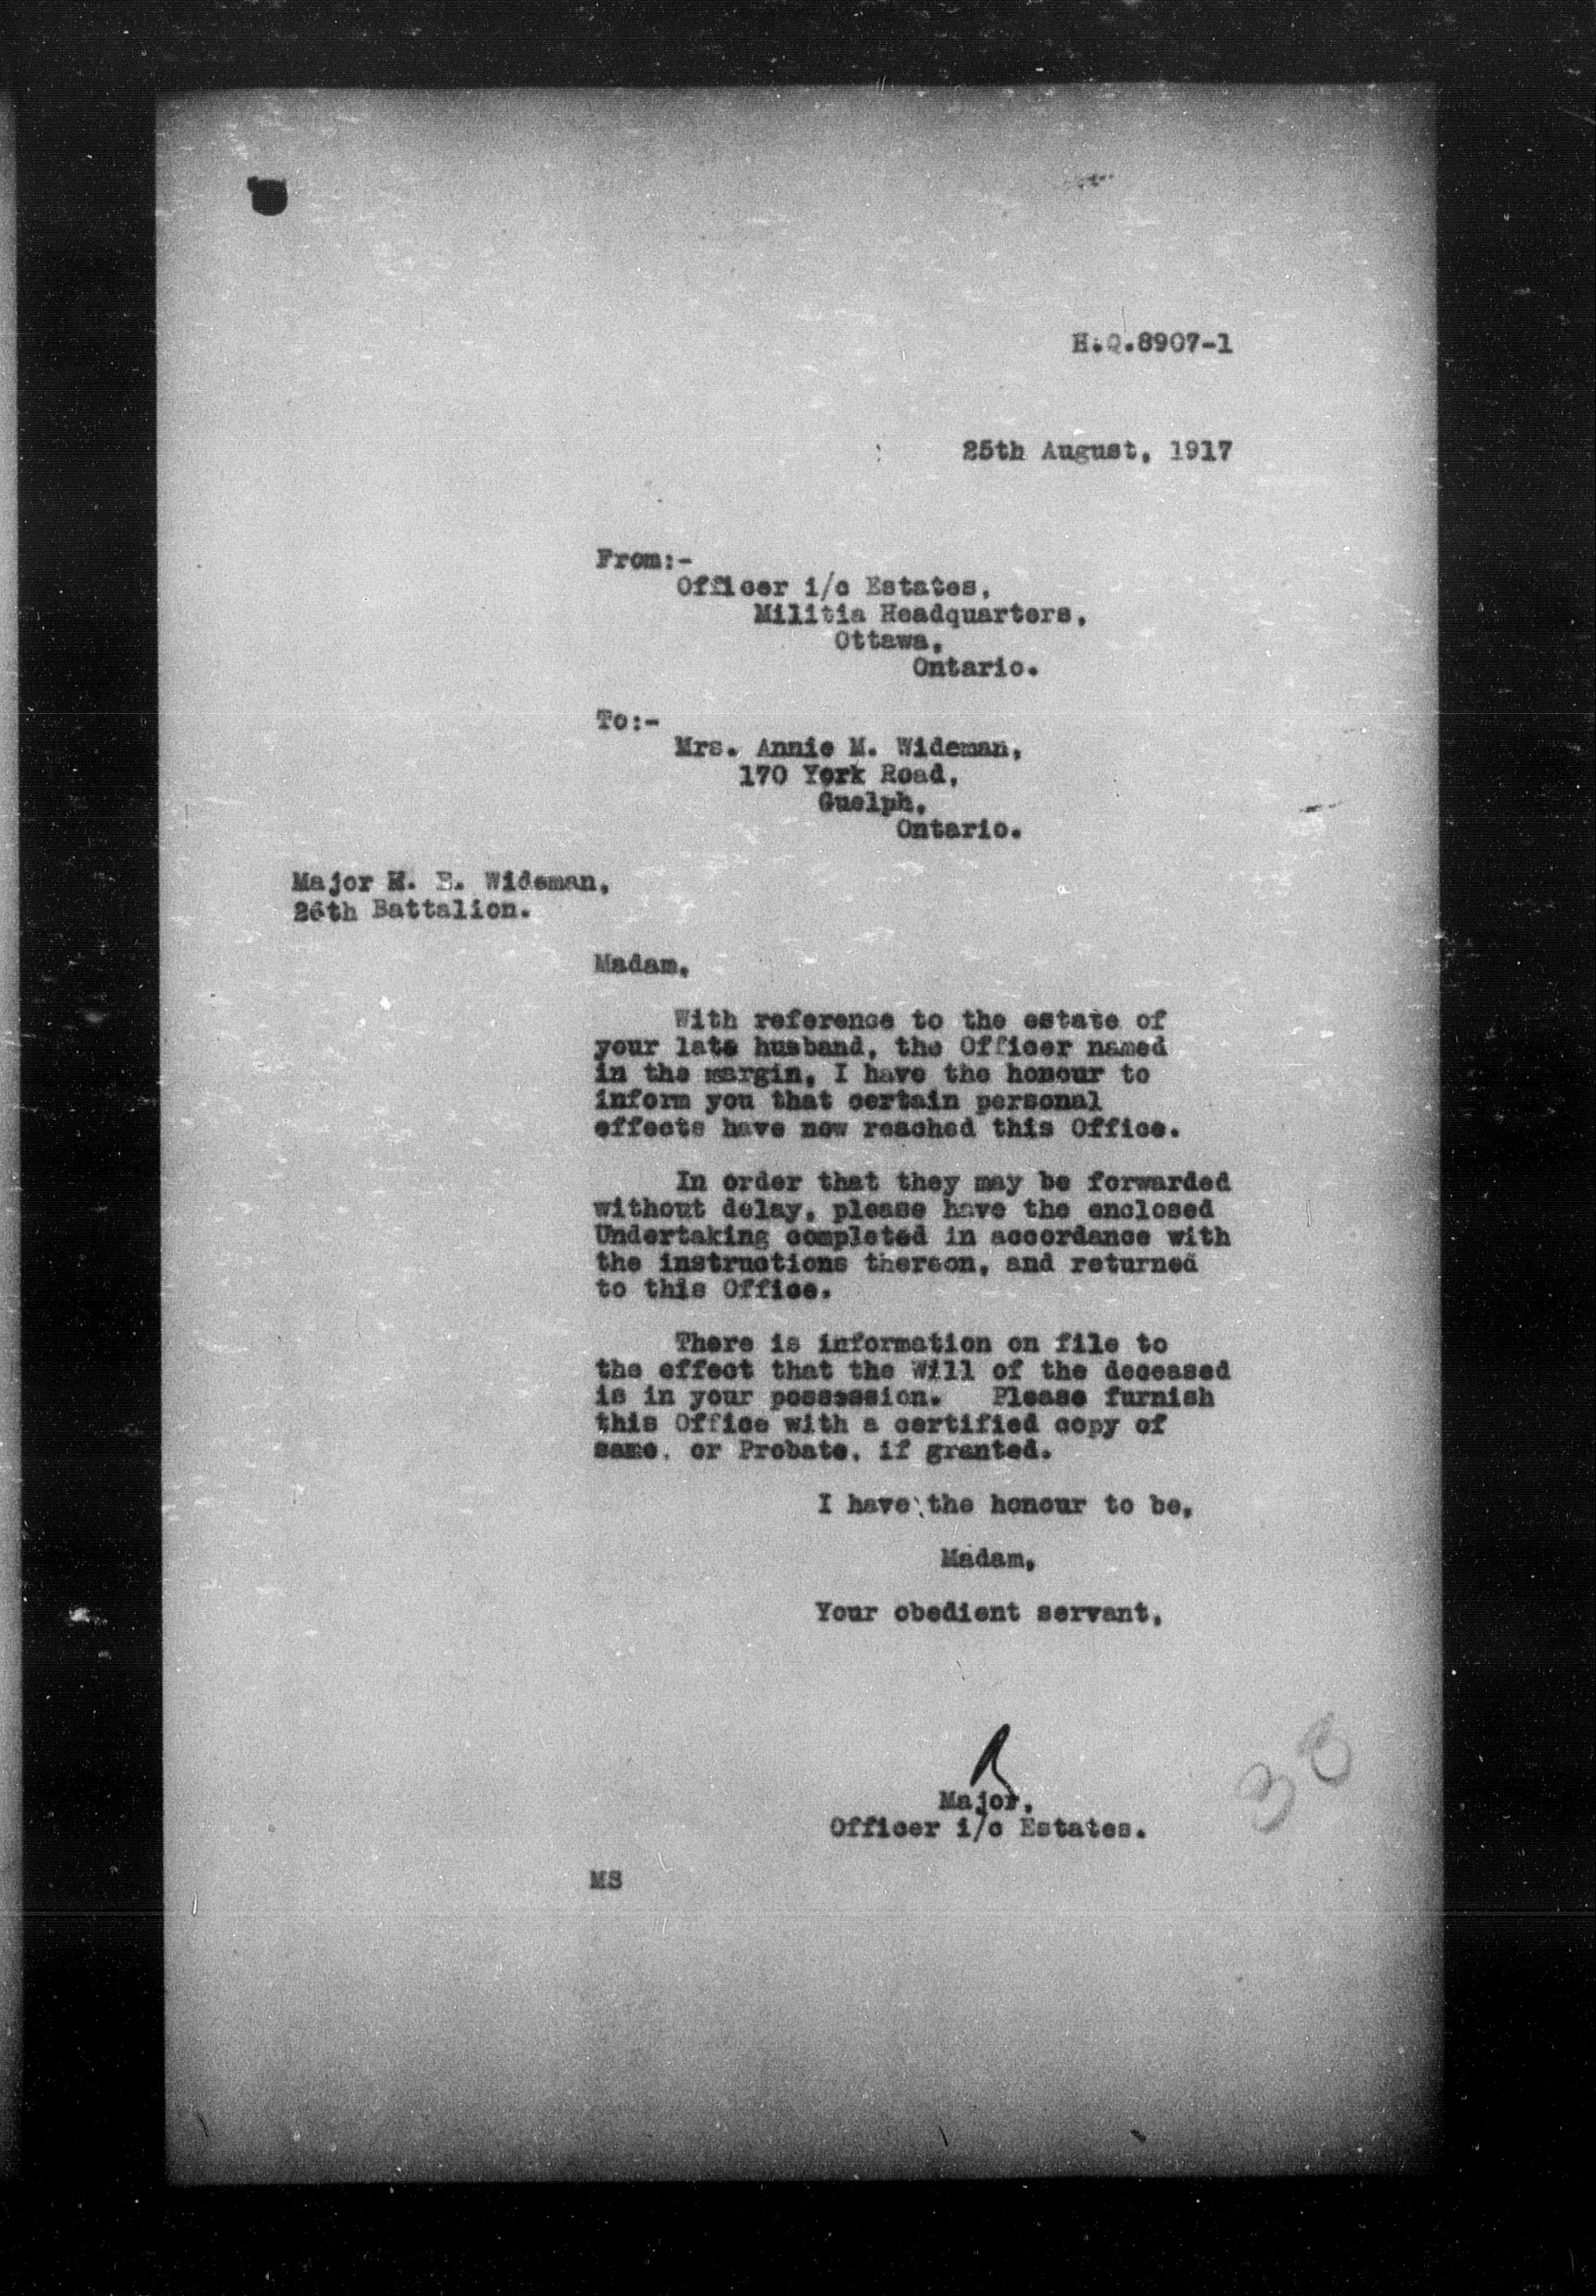 H.Q.8907-1
25th August, 1917
From:-
Officer i/c Estates,
Militia Headquarters,
Ottawa,
Ontario.
To:-
Mrs. Annie M. Wideman,
170 York Road,
Guelph,
Ontario.
Major H. E. Wideman,
26th Battalion.
Madam,
With reference to the estate of
your late husband, the Officer named
in the margin, I have the honour to
inform you that certain personal
effects have now reached this Office.
In order that they may be forwarded
without delay, please have the enclosed
Undertaking completed in accordance with
the instructions thereon, and returned
to this Office.
There is information on file to
the effect that the Will of the deceased
is in your possession. Please furnish
this Office with a certified copy of
same, or Probate, if granted.
I have the honour to be,
Madam,
Your obedient servant,
Major,
Officer i/c Estates.
MS